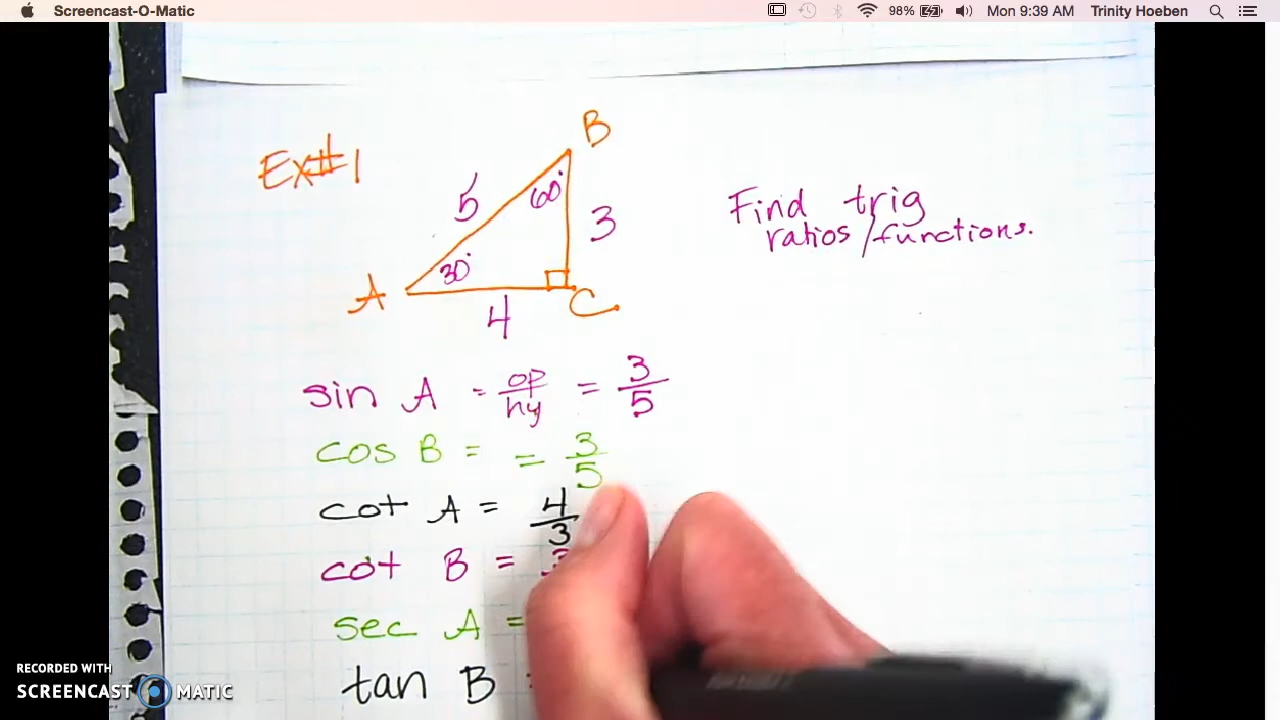 Screencast-O-Matic 98% Mon 9:39 AM Trinity Hoeben
B
Ex#1
5 60° 3
Find trig
ratios/functions.
A 30° C
4
sin A = op/hy = 3/5
cos B = = 3/5
cot A = 4/3
cot B =
sec A =
tan B
RECORDED WITH
SCREENCAST MATIC